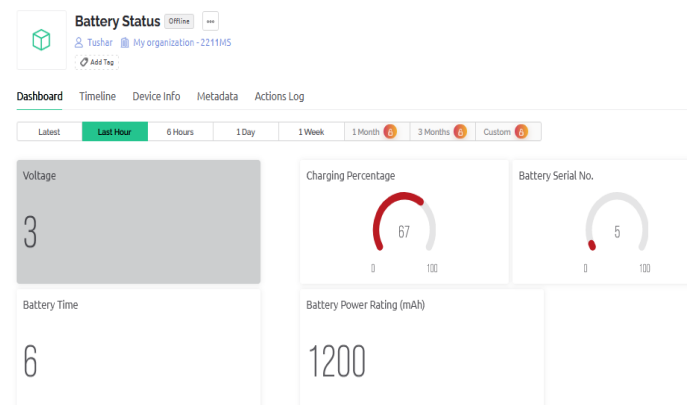 Battery Status Offline
Tushar My organization - 2211MS
Add Tag
Dashboard Timeline Device Info Metadata Actions Log
Latest Last Hour 6 Hours 1 Day 1 Week 1 Month 3 Months Custom
Voltage
3
Charging Percentage
67
0 100
Battery Serial No.
5
0 100
Battery Time
6
Battery Power Rating (mAh)
1200